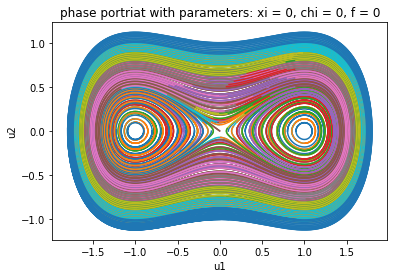 phase portriat with parameters: xi = 0, chi = 0, f = 0
1.0
0.5
0.0
−0.5
−1.0
u2
−1.5 −1.0 −0.5 0.0 0.5 1.0 1.5
u1